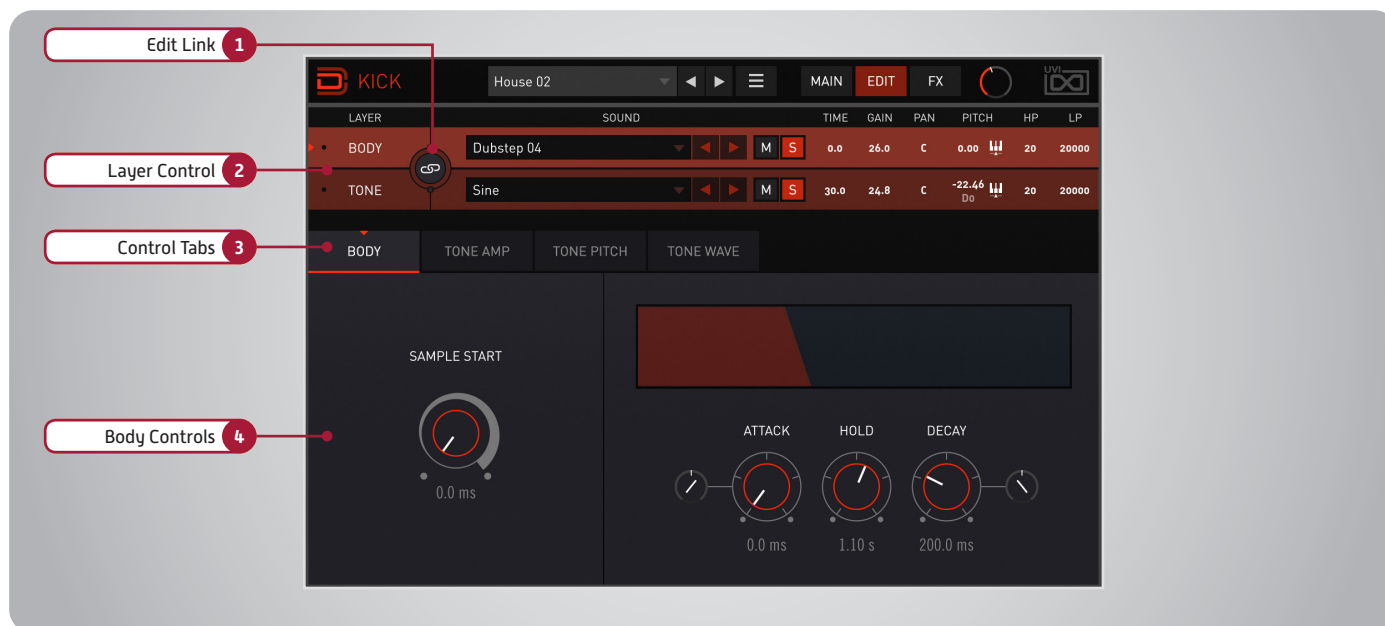 Edit Link 1
KICK House 02 MAIN EDIT FX UVI
LAYER SOUND TIME GAIN PAN PITCH HP LP
BODY Dubstep 04 M S 0.0 26.0 C 0.00 20 20000
Layer Control 2
TONE Sine M S 30.0 24.8 C -22.46 20 20000
Do
Control Tabs 3
BODY TONE AMP TONE PITCH TONE WAVE
SAMPLE START
Body Controls 4
ATTACK HOLD DECAY
0.0 ms
0.0 ms 1.10 s 200.0 ms